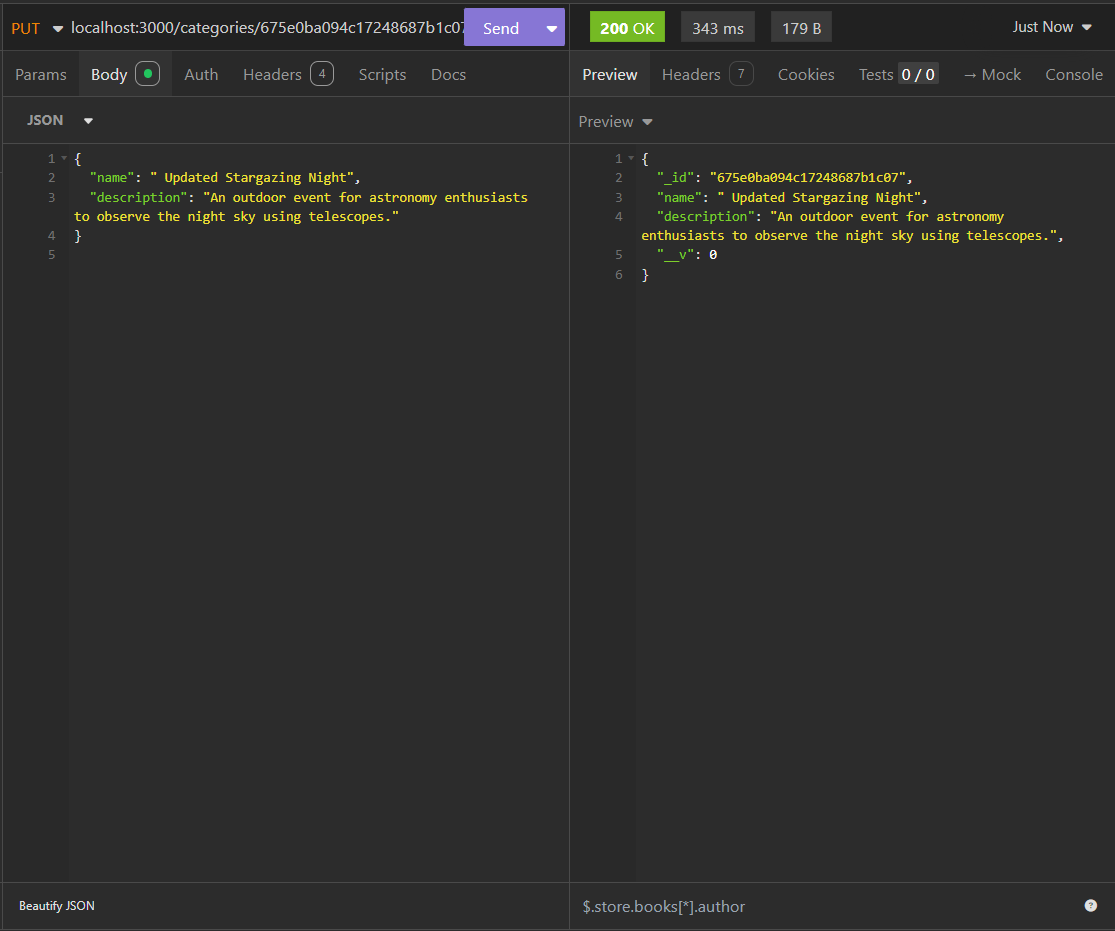 PUT localhost:3000/categories/675e0ba094c17248687b1c07 Send
200 OK 343 ms 179 B Just Now
Params Body Auth Headers 4 Scripts Docs
Preview Headers 7 Cookies Tests 0 / 0 → Mock Console
JSON
Preview
1 {
2 "name": " Updated Stargazing Night",
3 "description": "An outdoor event for astronomy enthusiasts
to observe the night sky using telescopes."
4 }
5
1 {
2 "_id": "675e0ba094c17248687b1c07",
3 "name": " Updated Stargazing Night",
4 "description": "An outdoor event for astronomy
enthusiasts to observe the night sky using telescopes.",
5 "__v": 0
6 }
Beautify JSON
$.store.books[*].author
?